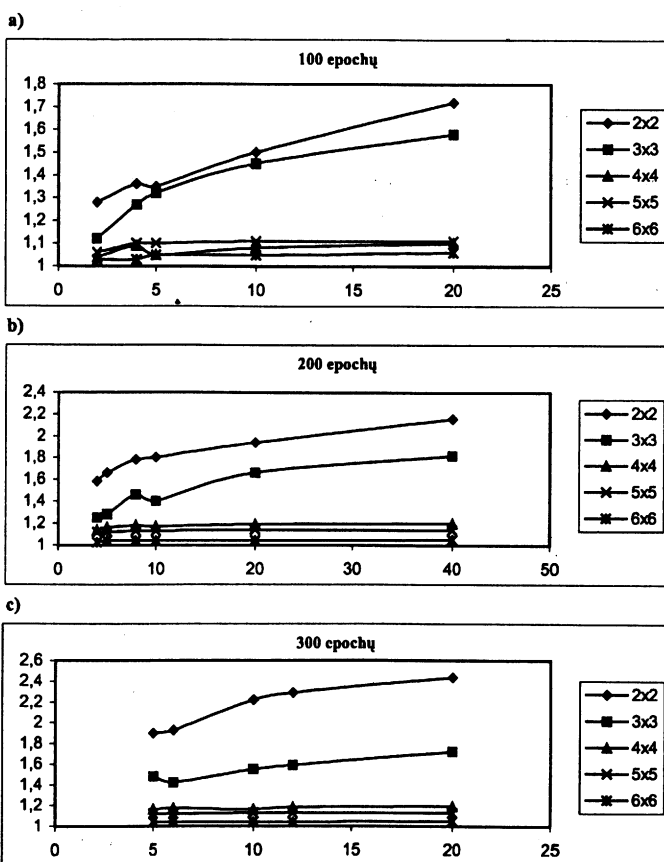 a)
100 epochų
1,8
1,7
1,6
1,5
1,4
1,3
1,2
1,1
1
0 5 10 15 20 25
2x2
3x3
4x4
5x5
6x6
b)
200 epochų
2,4
2,2
2
1,8
1,6
1,4
1,2
1
0 10 20 30 40 50
2x2
3x3
4x4
5x5
6x6
c)
300 epochų
2,6
2,4
2,2
2
1,8
1,6
1,4
1,2
1
0 5 10 15 20 25
2x2
3x3
4x4
5x5
6x6